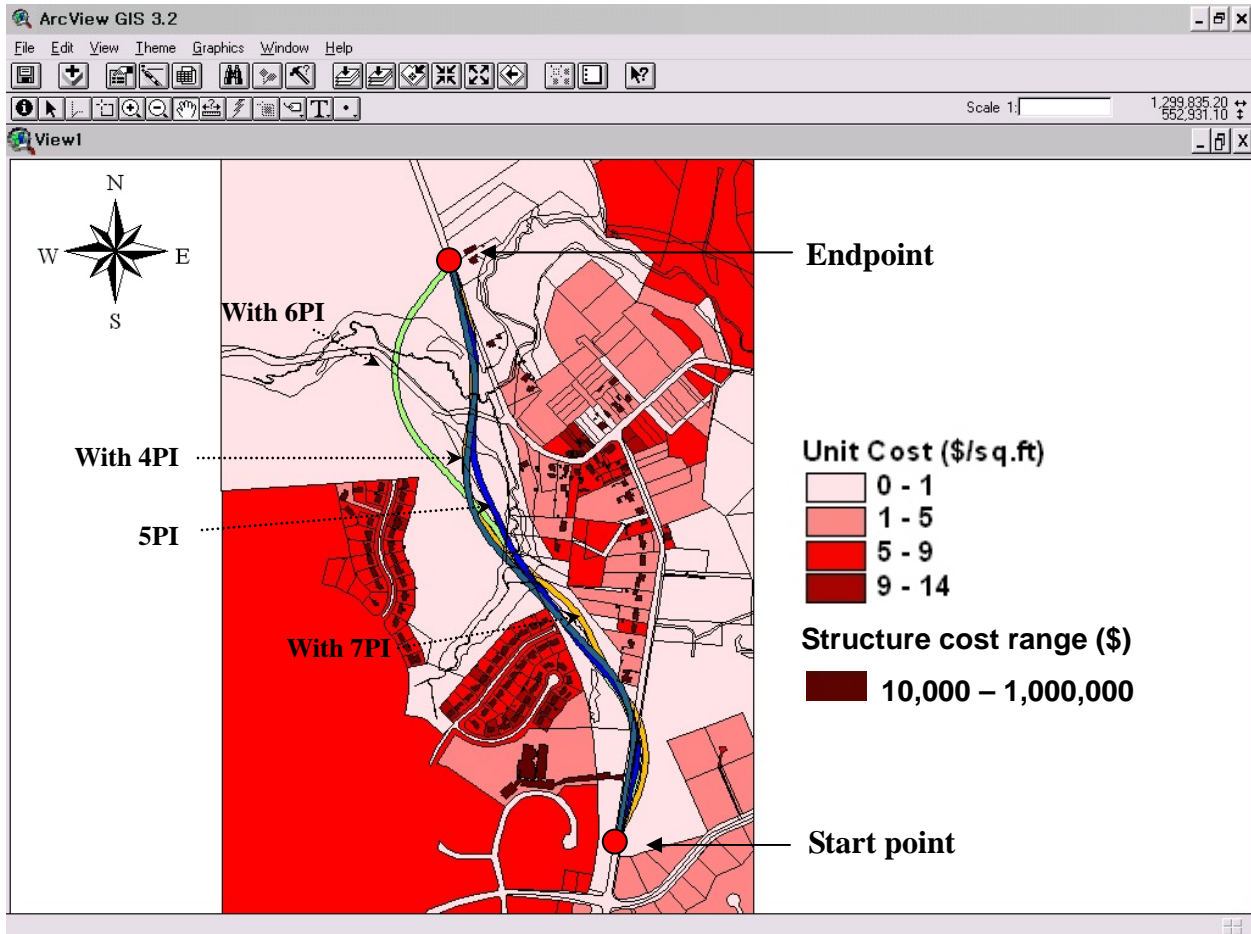 ArcView GIS 3.2
File Edit View Theme Graphics Window Help
Scale 1:
1,299,835.20
552,931.10
View1
N
W E
S
Endpoint
With 6PI
With 4PI
5PI
With 7PI
Unit Cost ($/sq.ft)
0 - 1
1 - 5
5 - 9
9 - 14
Structure cost range ($)
10,000 – 1,000,000
Start point